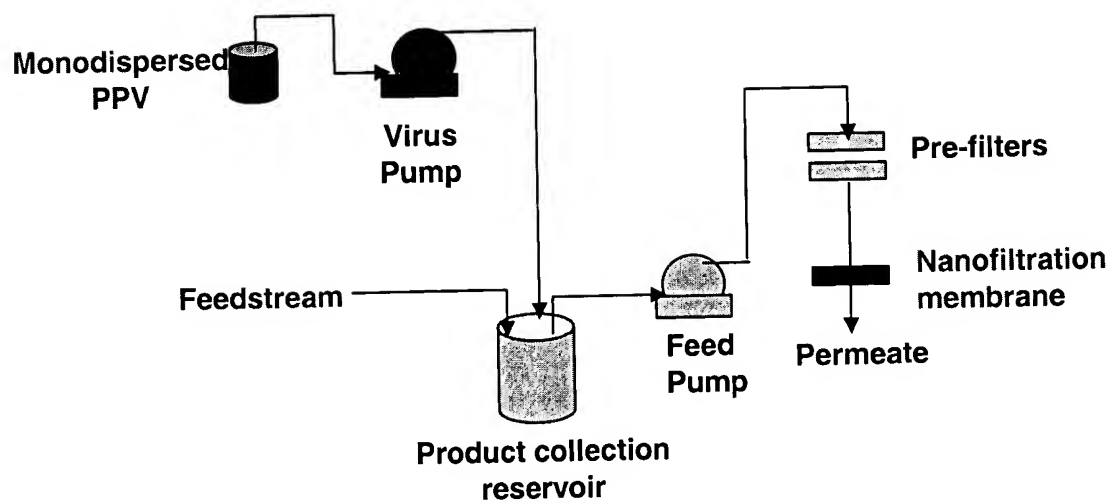 Monodispersed
PPV
Virus
Pump
Pre-filters
Nanofiltration
membrane
Feedstream
Feed
Pump
Permeate
Product collection
reservoir